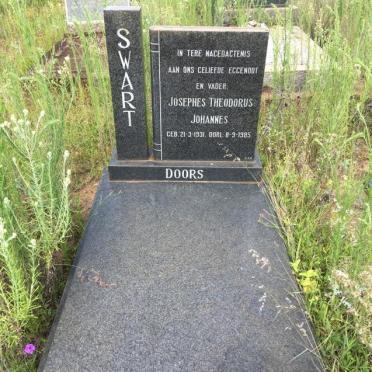 SWART
IN TERE NAGEDAGTENIS
AAN ONS GELIEFDE EGGENOOT
EN VADER
JOSEPHES THEODORUS
JOHANNES
GEB. 21-3-1931. OORL. 8-9-1985
DOORS